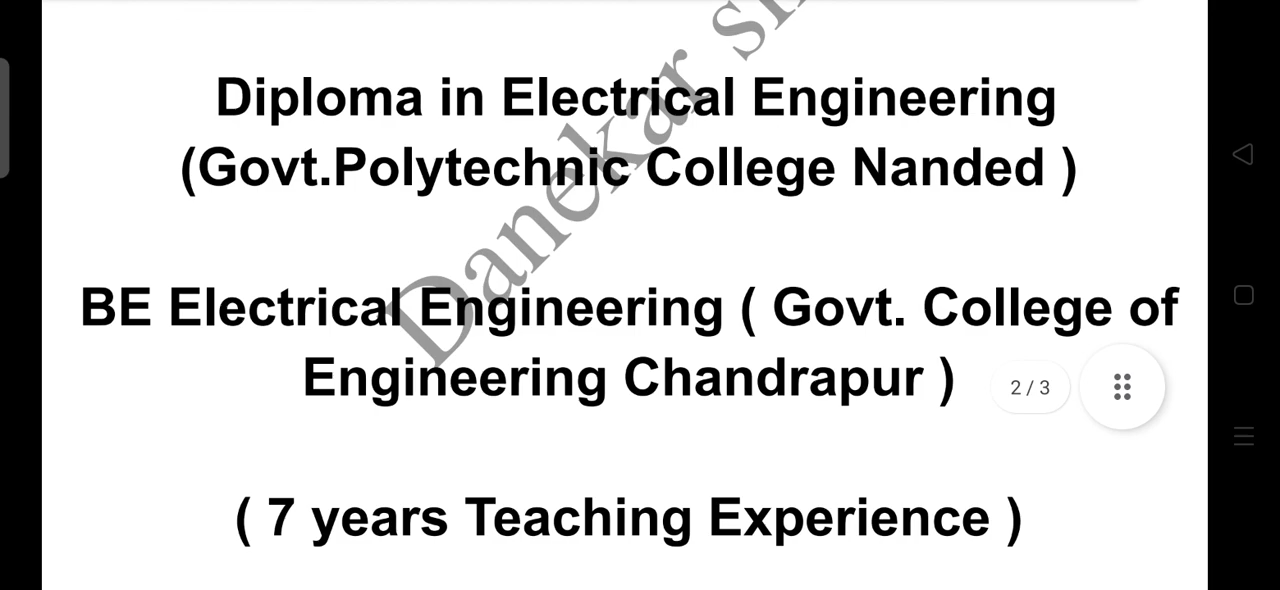 Diploma in Electrical Engineering
(Govt.Polytechnic College Nanded )
BE Electrical Engineering ( Govt. College of
Engineering Chandrapur )
2 / 3
( 7 years Teaching Experience )
Danekar